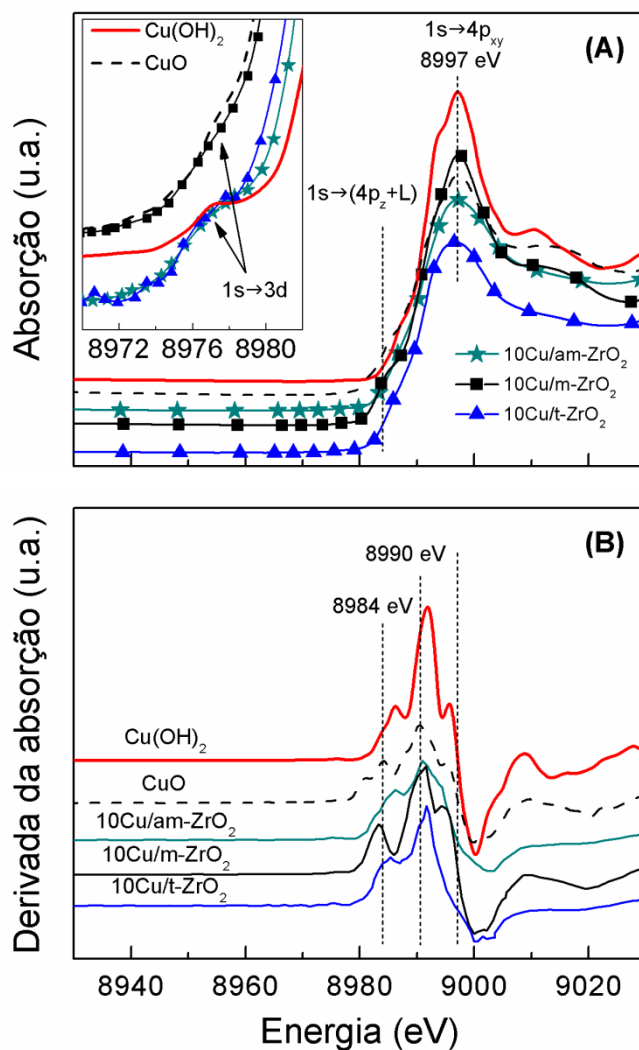 Cu(OH)₂
CuO
1s→3d
8972 8976 8980
1s→4pxy
8997 eV
(A)
1s→(4pz+L)
Absorção (u.a.)
10Cu/am-ZrO₂
10Cu/m-ZrO₂
10Cu/t-ZrO₂
(B)
8990 eV
8984 eV
Cu(OH)₂
CuO
10Cu/am-ZrO₂
10Cu/m-ZrO₂
10Cu/t-ZrO₂
Derivada da absorção (u.a.)
8940 8960 8980 9000 9020
Energia (eV)